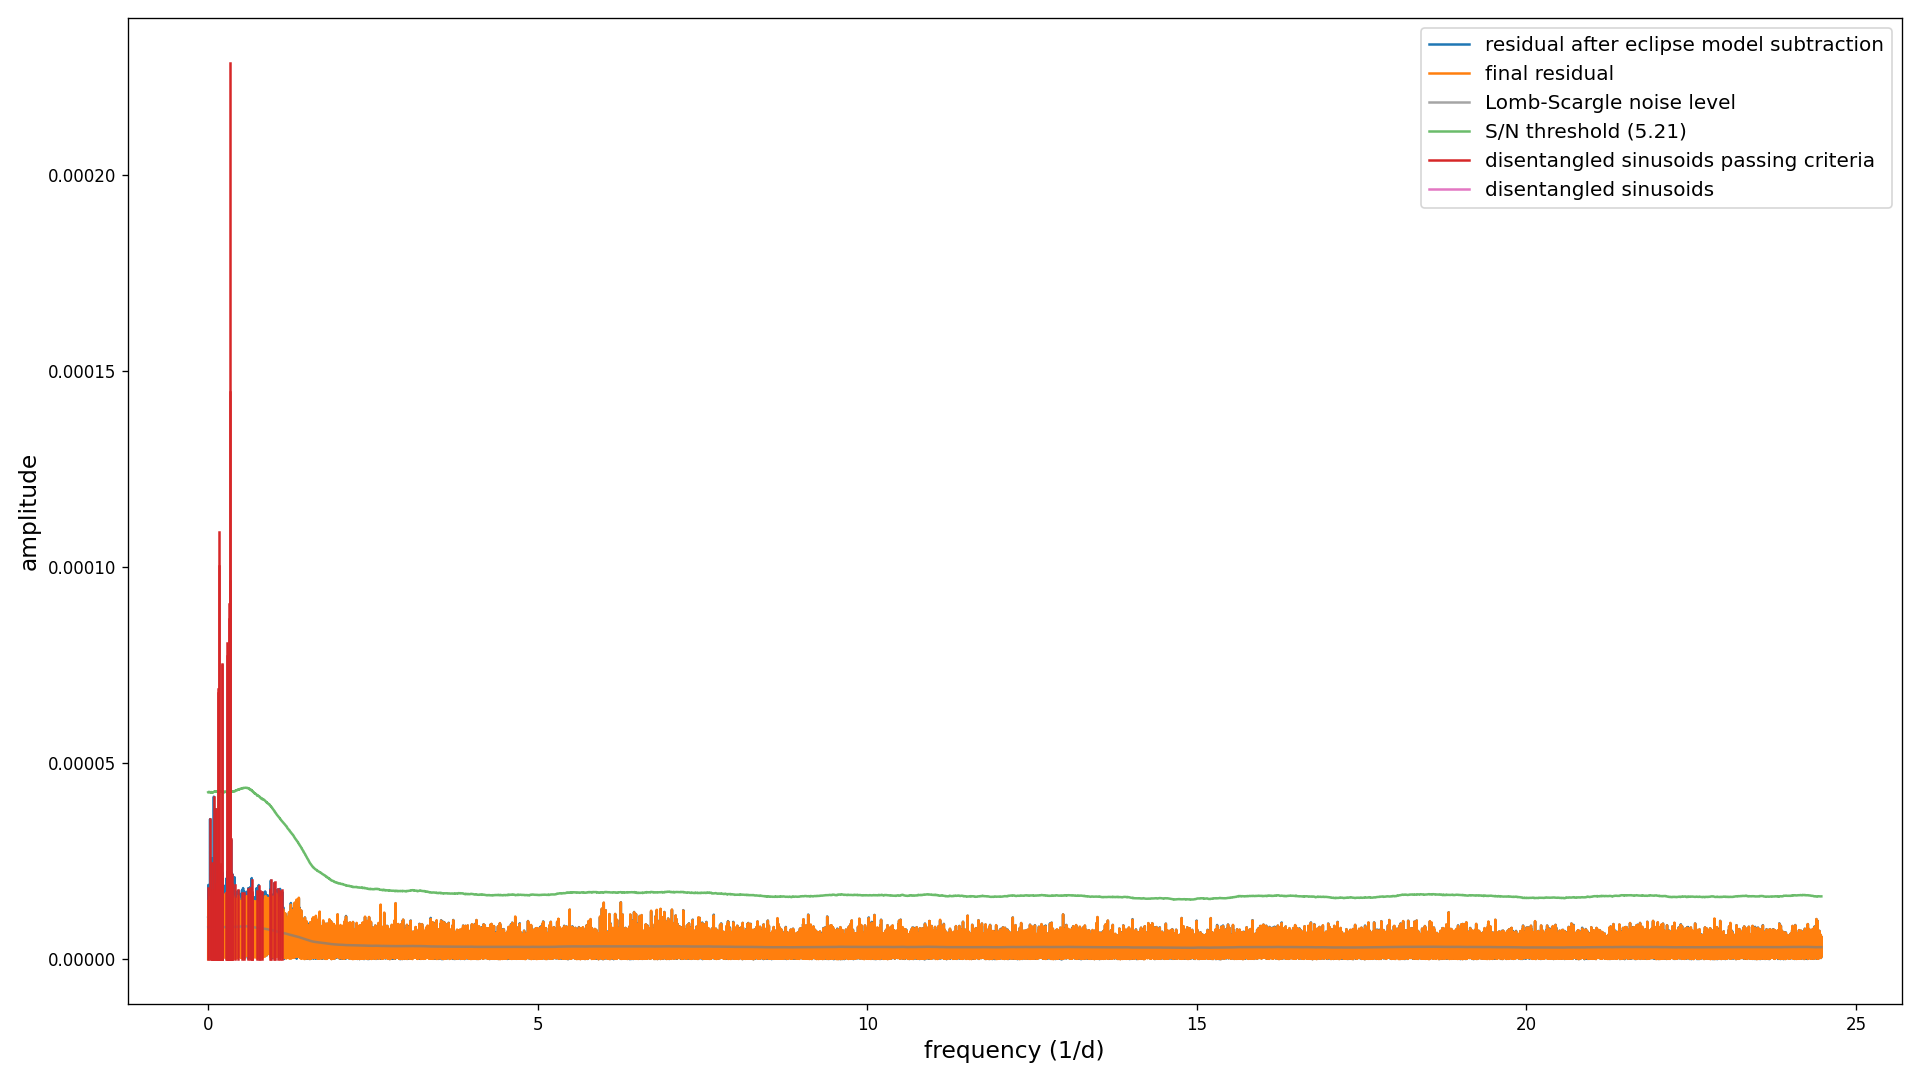 residual after eclipse model subtraction
final residual
Lomb-Scargle noise level
S/N threshold (5.21)
disentangled sinusoids passing criteria
disentangled sinusoids
0.00020
0.00015
0.00010
0.00005
0.00000
amplitude
0 5 10 15 20 25
frequency (1/d)